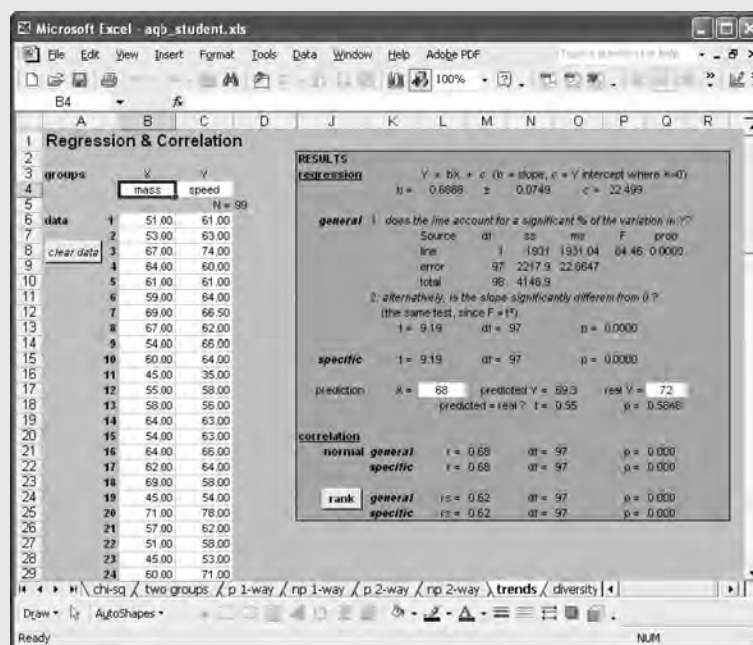 Microsoft Excel - aqb_student.xls
File Edit View Insert Format Tools Data Window Help Adobe PDF
100%
B4 fx
A B C D J K L M N O P Q R
1 Regression & Correlation
2 RESULTS
3 groups X Y regression Y = bX + c (b = slope, c = Y intercept where X=0)
4 mass speed b = 0.6888 ± 0.0749 c = 22.499
5 N = 99
6 data 1 51.00 61.00 general 1. does the line account for a significant % of the variation in Y?
7 2 53.00 63.00 Source df ss ms F prob
8 clear data 3 67.00 74.00 line 1 1931 1931.04 84.46 0.0000
9 4 64.00 60.00 error 97 2217.9 22.8647
10 5 61.00 61.00 total 98 4148.9
11 6 59.00 64.00 2. alternatively, is the slope significantly different from 0?
12 7 69.00 66.50 (the same test, since F = t²)
13 8 67.00 62.00 t = 9.19 df = 97 p = 0.0000
14 9 54.00 66.00
15 10 60.00 64.00 specific t = 9.19 df = 97 p = 0.0000
16 11 45.00 35.00
17 12 55.00 58.00 prediction X = 68 predicted Y = 69.3 real Y = 72
18 13 58.00 56.00 predicted = real? t = 0.55 p = 0.5848
19 14 64.00 63.00
20 15 54.00 63.00 correlation
21 16 64.00 66.00 normal general r = 0.68 df = 97 p = 0.000
22 17 62.00 64.00 specific r = 0.68 df = 97 p = 0.000
23 18 69.00 58.00
24 19 45.00 54.00 rank general rs = 0.62 df = 97 p = 0.000
25 20 71.00 78.00 specific rs = 0.62 df = 97 p = 0.000
26 21 57.00 62.00
27 22 51.00 58.00
28 23 45.00 53.00
29 24 60.00 71.00
chi-sq two groups p 1-way np 1-way p 2-way np 2-way trends diversity
Draw AutoShapes
Ready NUM